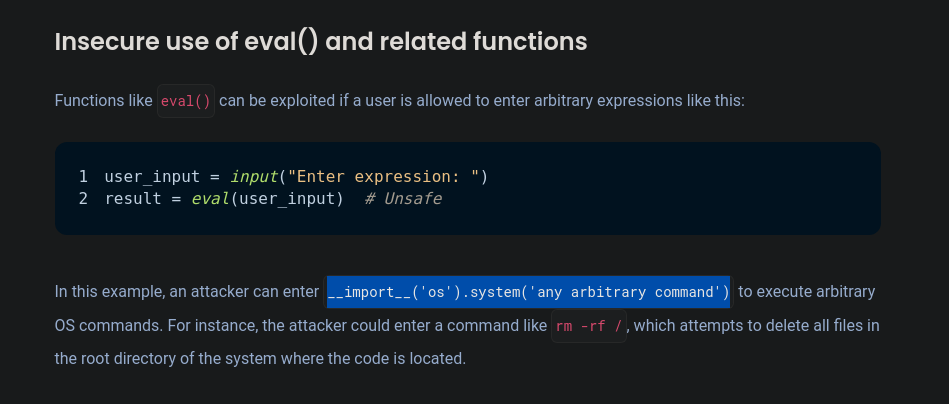 Insecure use of eval() and related functions
Functions like eval() can be exploited if a user is allowed to enter arbitrary expressions like this:
1 user_input = input("Enter expression: ")
2 result = eval(user_input)  # Unsafe
In this example, an attacker can enter __import__('os').system('any arbitrary command') to execute arbitrary
OS commands. For instance, the attacker could enter a command like rm -rf /, which attempts to delete all files in
the root directory of the system where the code is located.